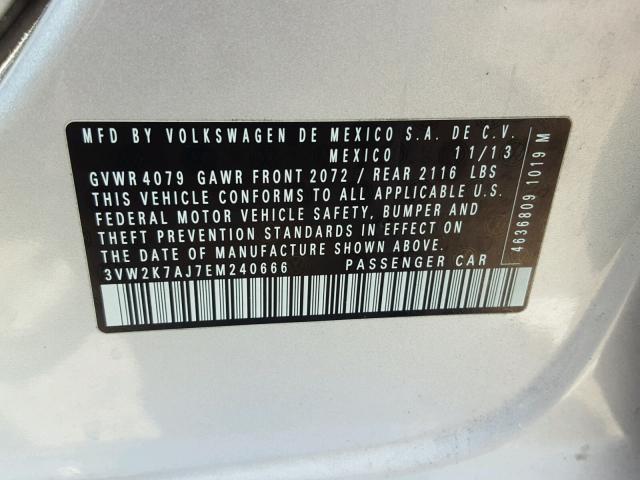 MFD BY VOLKSWAGEN DE MEXICO S.A. DE C.V.
MEXICO 11/13
GVWR 4079 GAWR FRONT 2072 / REAR 2116 LBS
THIS VEHICLE CONFORMS TO ALL APPLICABLE U.S.
FEDERAL MOTOR VEHICLE SAFETY, BUMPER AND
THEFT PREVENTION STANDARDS IN EFFECT ON
THE DATE OF MANUFACTURE SHOWN ABOVE.
3VW2K7AJ7EM240666 PASSENGER CAR
4636809 1019 M